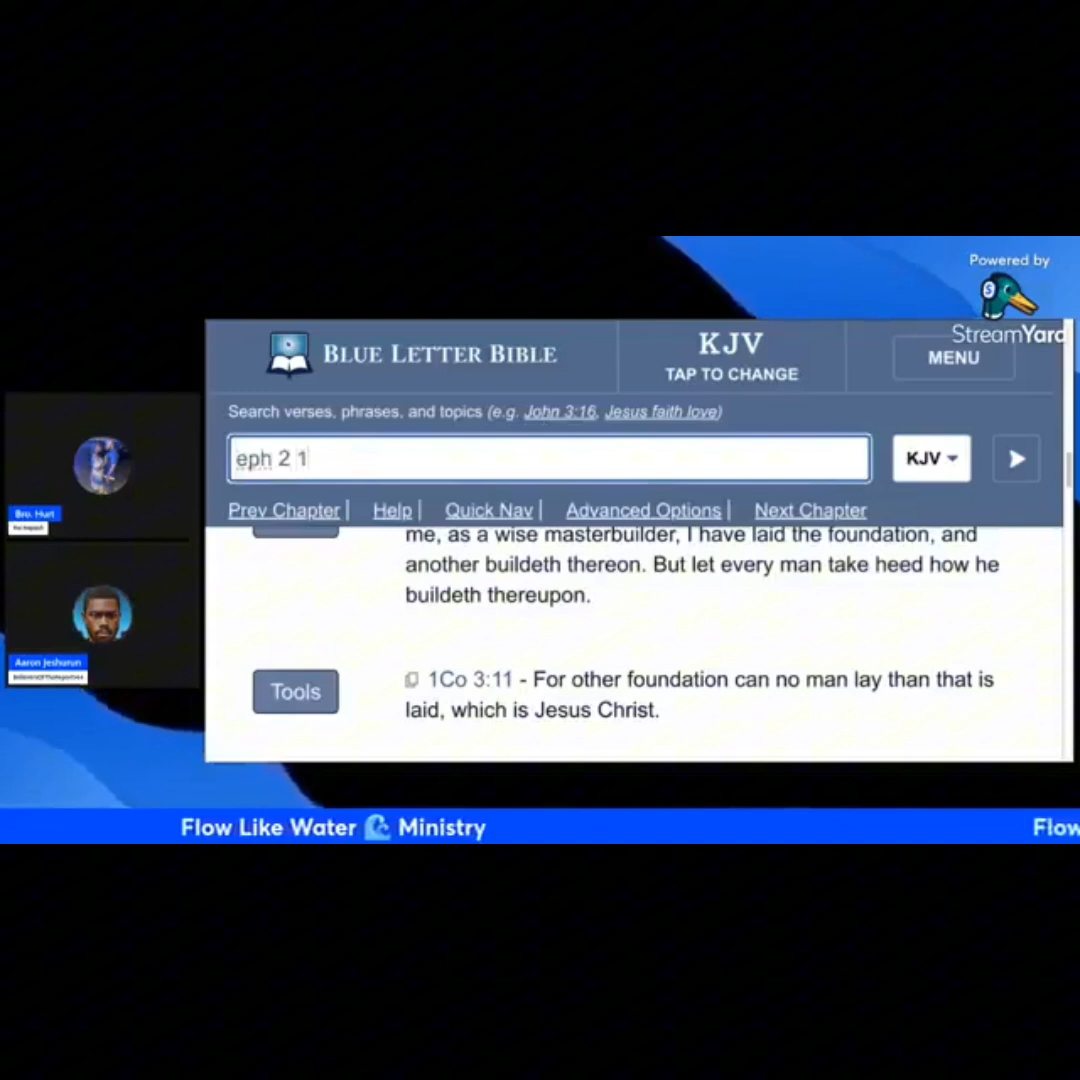 Powered by
StreamYard
BLUE LETTER BIBLE
KJV
TAP TO CHANGE
MENU
Search verses, phrases, and topics (e.g. John 3:16, Jesus faith love)
eph 2 1
KJV
Prev Chapter |
Help |
Quick Nav |
Advanced Options |
Next Chapter
me, as a wise masterbuilder, I have laid the foundation, and
another buildeth thereon. But let every man take heed how he
buildeth thereupon.
Tools
1Co 3:11 - For other foundation can no man lay than that is
laid, which is Jesus Christ.
Bro. Hurt
Aaron Jeshurun
Flow Like Water 🌊 Ministry
Flow